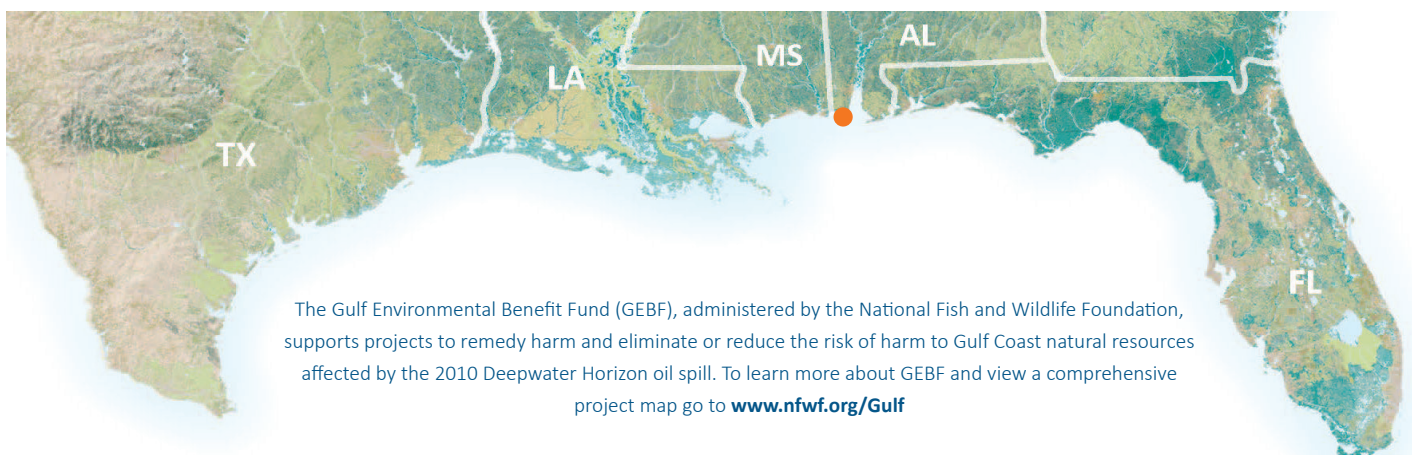 AL
MS
LA
TX
FL
The Gulf Environmental Benefit Fund (GEBF), administered by the National Fish and Wildlife Foundation,
supports projects to remedy harm and eliminate or reduce the risk of harm to Gulf Coast natural resources
affected by the 2010 Deepwater Horizon oil spill. To learn more about GEBF and view a comprehensive
project map go to www.nfwf.org/Gulf